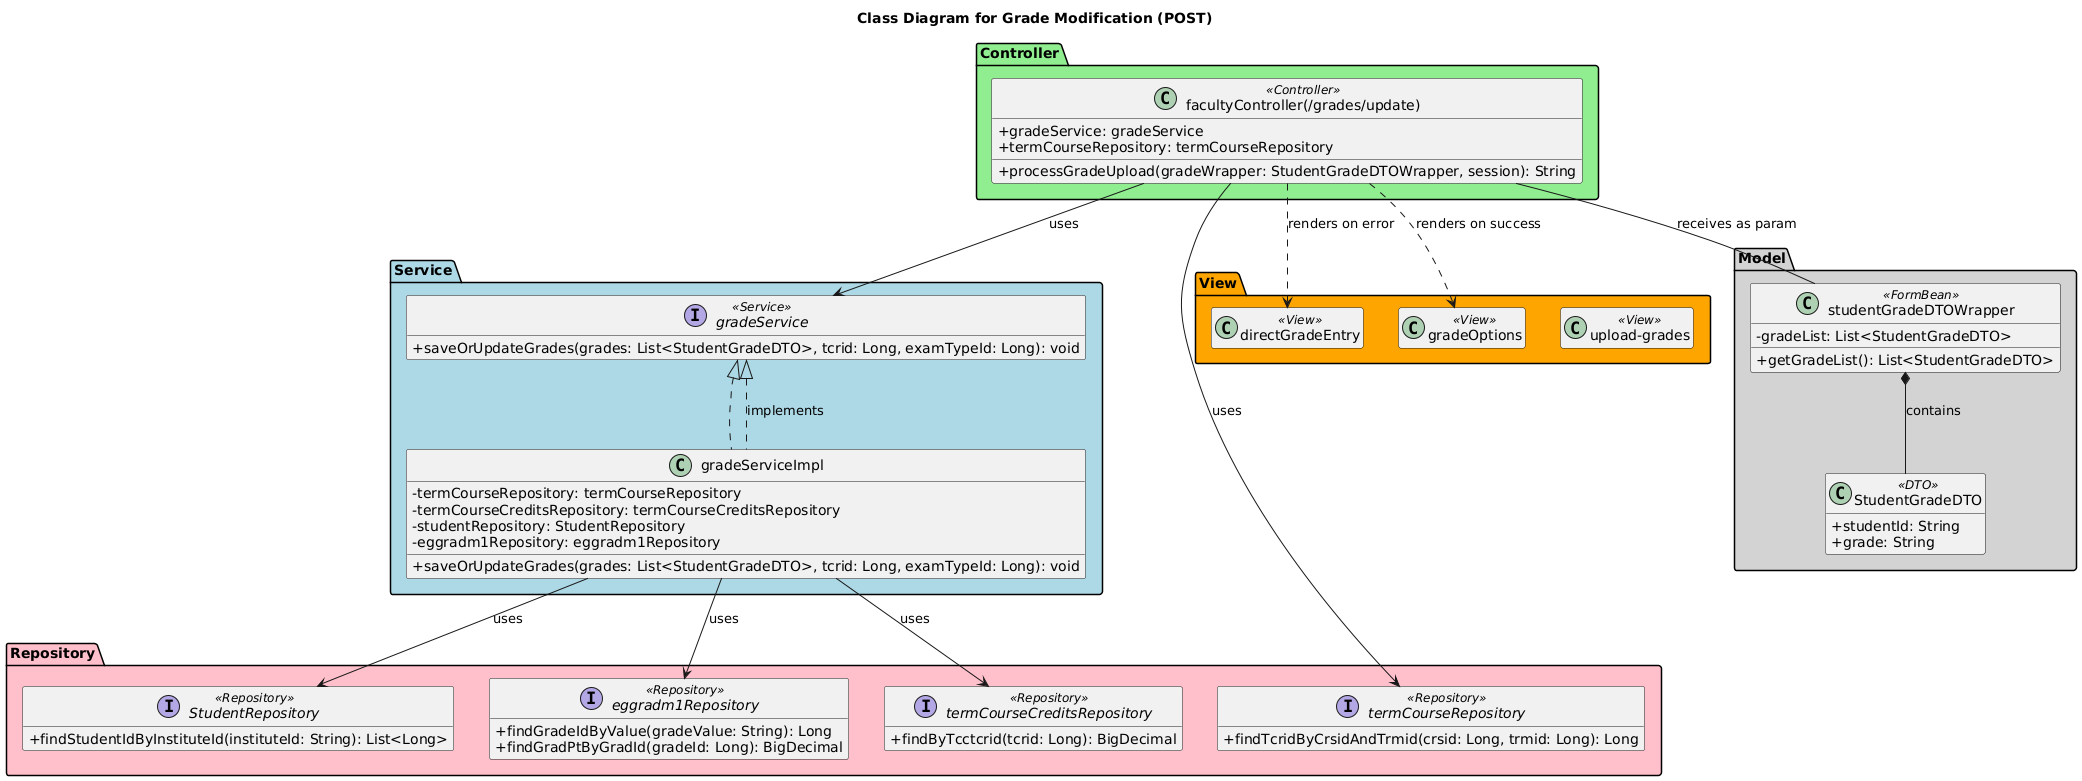 Class Diagram for Grade Modification (POST)
Controller
C
«Controller»
facultyController(/grades/update)
+gradeService: gradeService
+termCourseRepository: termCourseRepository
+processGradeUpload(gradeWrapper: StudentGradeDTOWrapper, session): String
uses
renders on error
renders on success
receives as param
Service
I
«Service»
gradeService
+saveOrUpdateGrades(grades: List<StudentGradeDTO>, tcrid: Long, examTypeId: Long): void
implements
C
gradeServiceImpl
-termCourseRepository: termCourseRepository
-termCourseCreditsRepository: termCourseCreditsRepository
-studentRepository: StudentRepository
-eggradm1Repository: eggradm1Repository
+saveOrUpdateGrades(grades: List<StudentGradeDTO>, tcrid: Long, examTypeId: Long): void
View
C
«View»
directGradeEntry
C
«View»
gradeOptions
C
«View»
upload-grades
Model
C
«FormBean»
studentGradeDTOWrapper
-gradeList: List<StudentGradeDTO>
+getGradeList(): List<StudentGradeDTO>
contains
C
«DTO»
StudentGradeDTO
+studentId: String
+grade: String
uses
uses
uses
uses
Repository
I
«Repository»
StudentRepository
+findStudentIdByInstituteId(instituteId: String): List<Long>
I
«Repository»
eggradm1Repository
+findGradeIdByValue(gradeValue: String): Long
+findGradPtByGradId(gradeId: Long): BigDecimal
I
«Repository»
termCourseCreditsRepository
+findByTcctcrid(tcrid: Long): BigDecimal
I
«Repository»
termCourseRepository
+findTcridByCrsidAndTrmid(crsid: Long, trmid: Long): Long